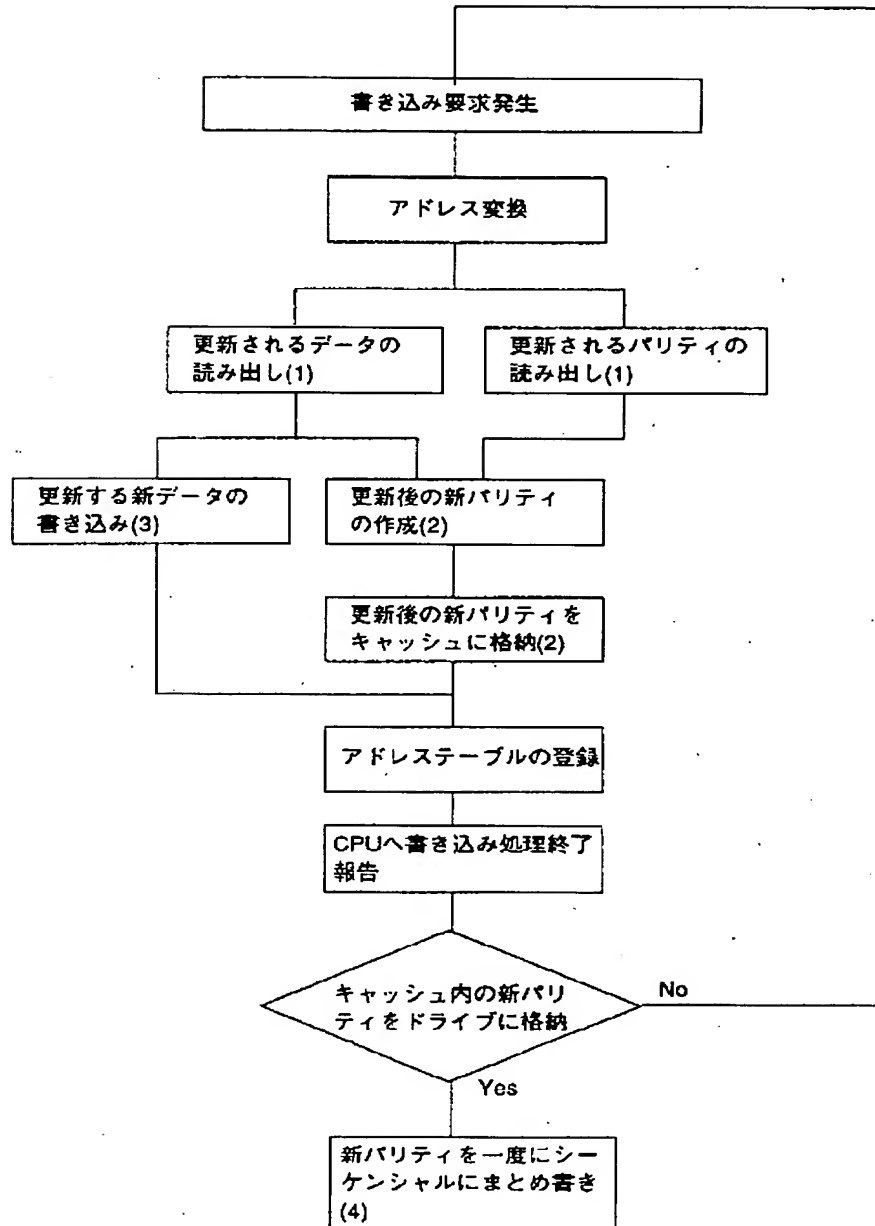 書き込み要求発生
アドレス変換
更新されるデータの
読み出し(1)
更新されるパリティの
読み出し(1)
更新する新データの
書き込み(3)
更新後の新パリティ
の作成(2)
更新後の新パリティを
キャッシュに格納(2)
アドレステーブルの登録
CPUへ書き込み処理終了
報告
キャッシュ内の新パリ
ティをドライブに格納
No
Yes
新パリティを一度にシー
ケンシャルにまとめ書き
(4)